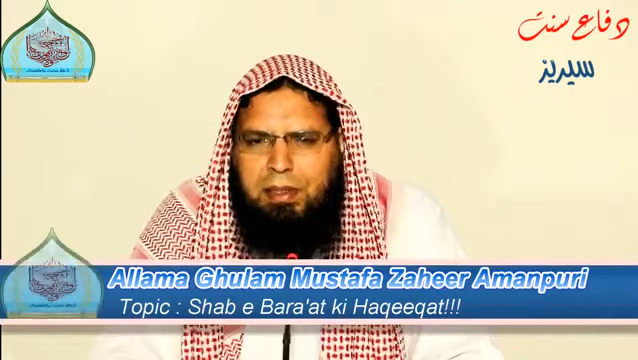 دفاع سنت
سیریز
Allama Ghulam Mustafa Zaheer Amanpuri
Topic : Shab e Bara'at ki Haqeeqat!!!